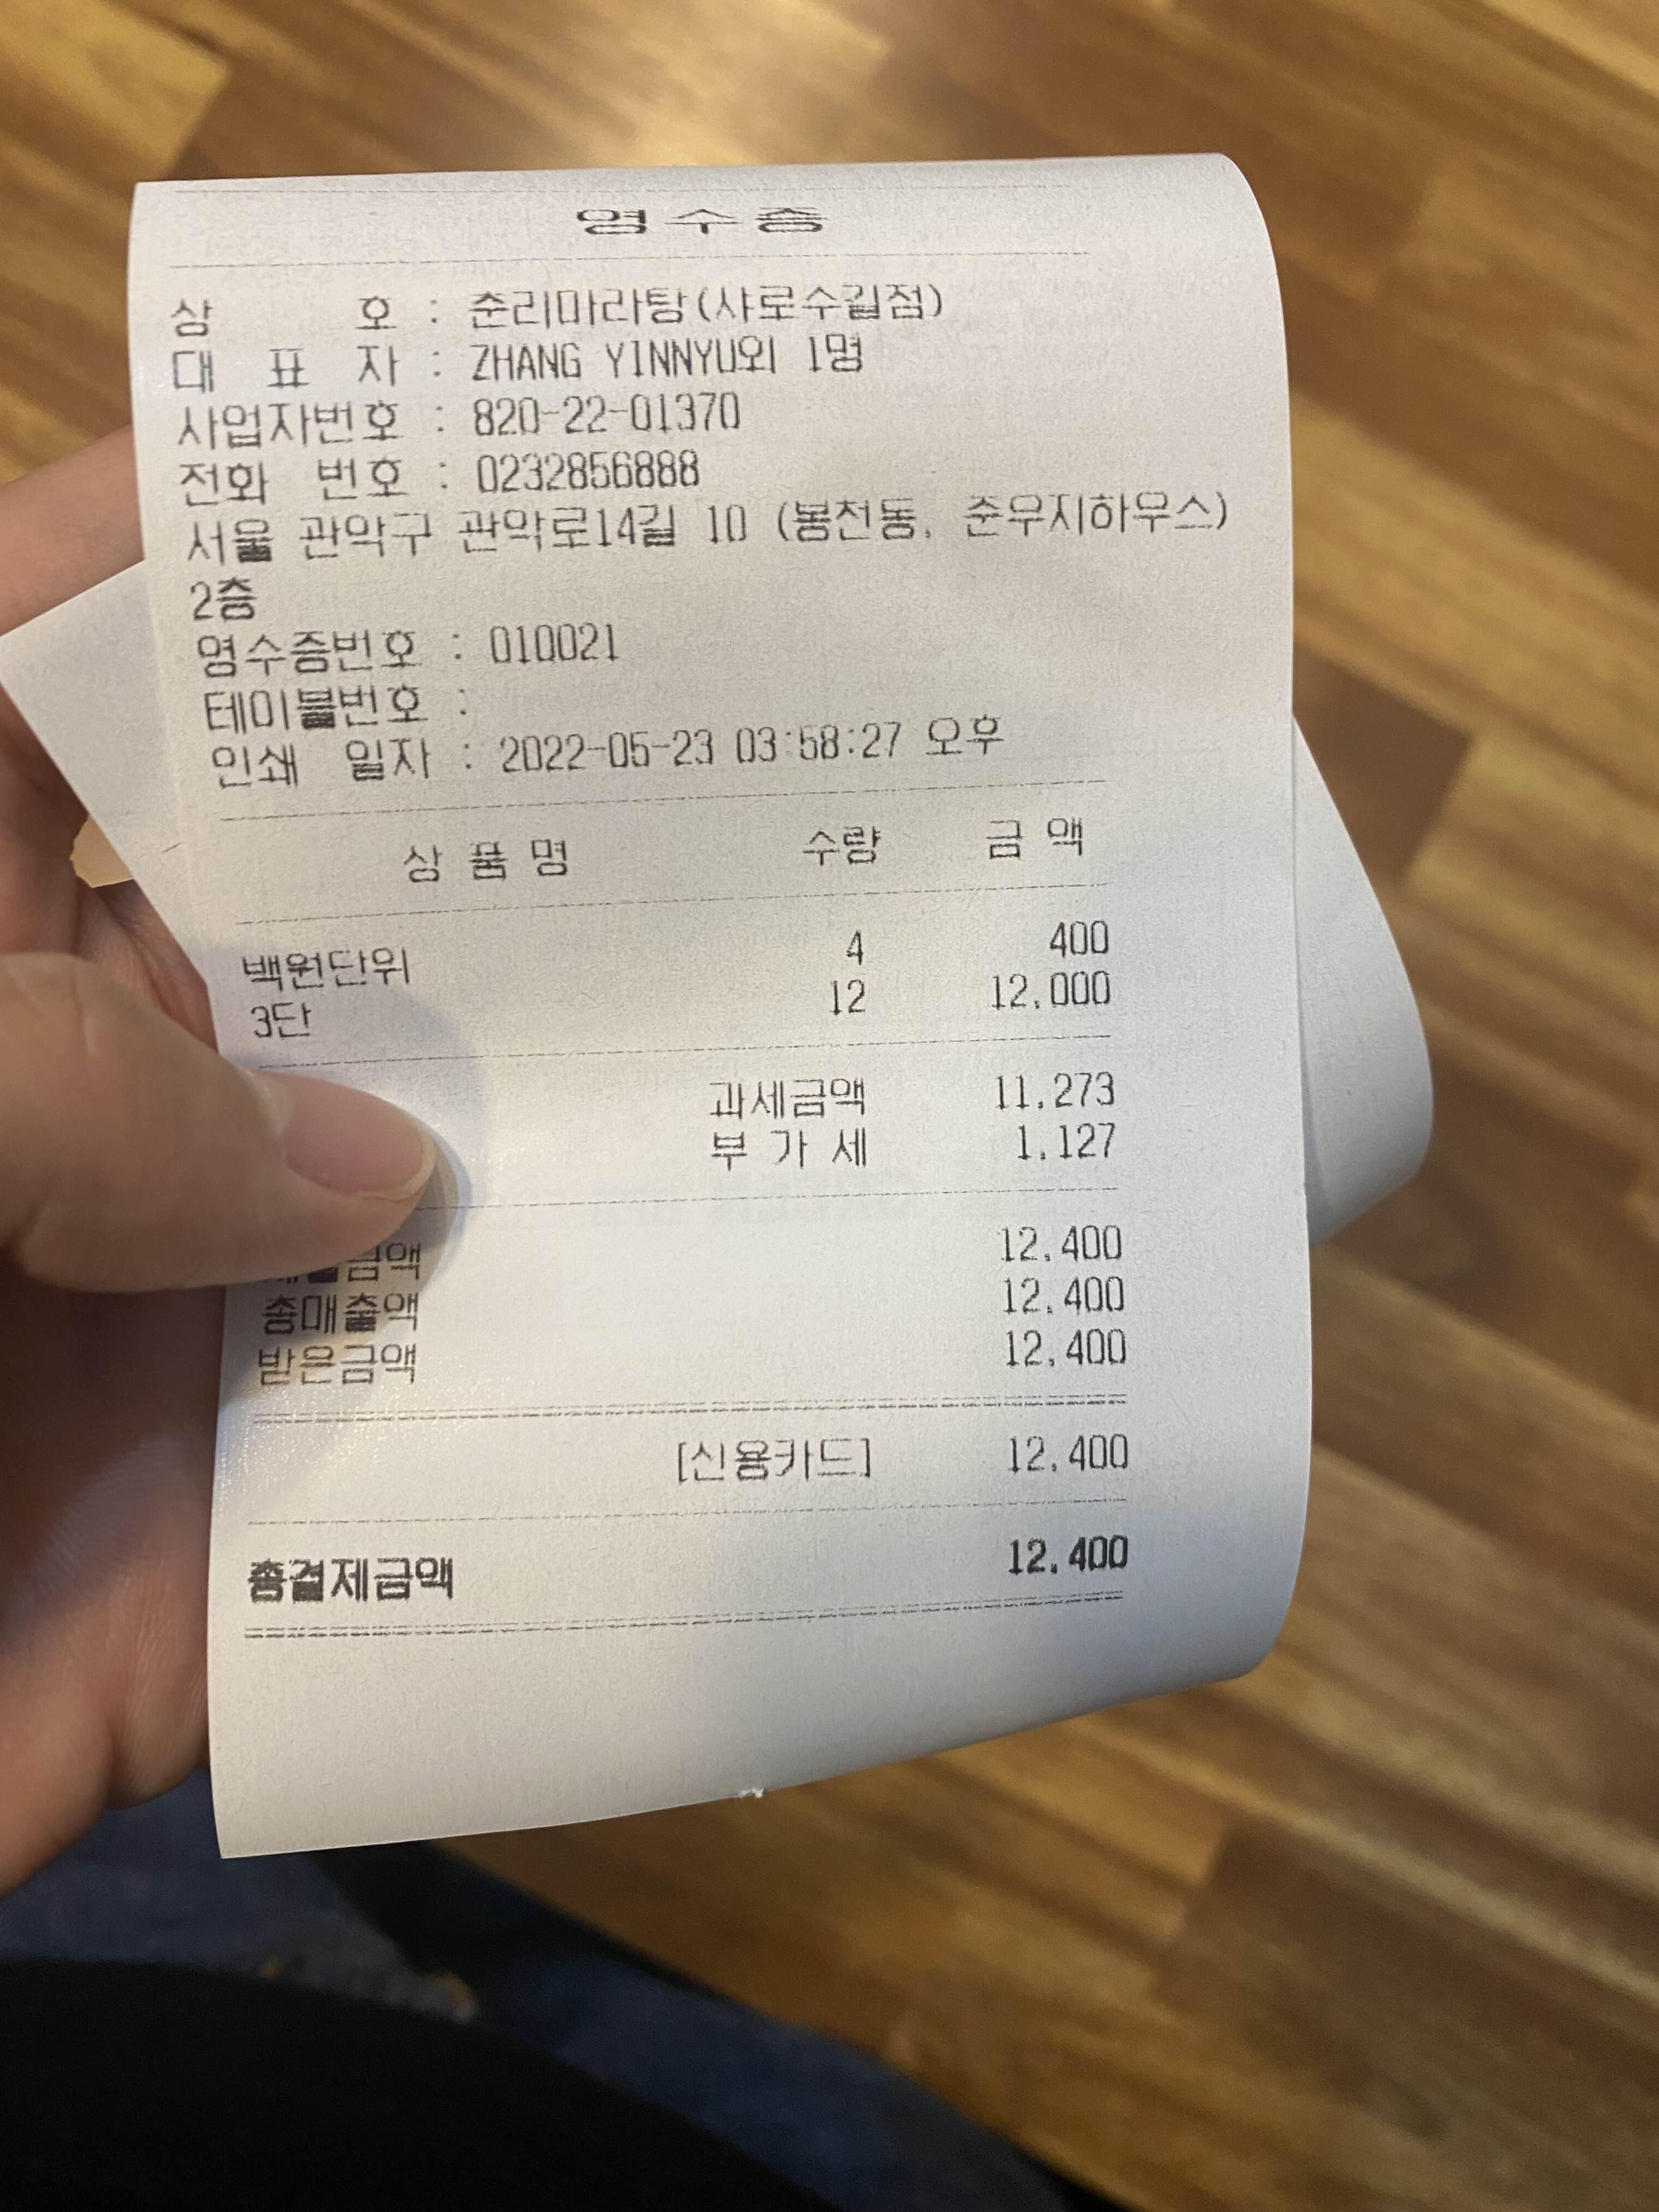 영수증
상 호 : 춘리마라탕(샤로수길점)
대 표 자 : ZHANG YINNYU외 1명
사업자번호 : 820-22-01370
전화 번호 : 0232856888
서울 관악구 관악로14길 10 (봉천동, 준우지하우스)
2층
영수증번호 : 010021
테이블번호 :
인쇄 일자 : 2022-05-23 03:58:27 오후
상 품 명 수량 금 액
백원단위 4 400
3단 12 12,000
과세금액 11,273
부 가 세 1,127
금액 12,400
총매출액 12,400
받은금액 12,400
[신용카드] 12,400
총결제금액 12,400